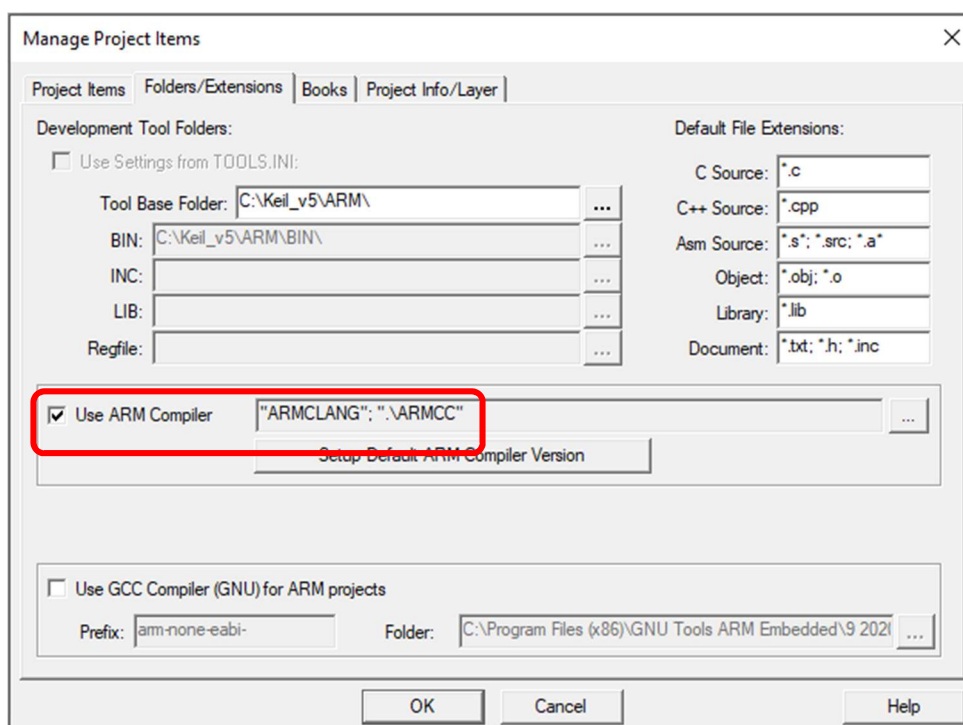 Manage Project Items
Project Items Folders/Extensions Books Project Info/Layer
Development Tool Folders:
Use Settings from TOOLS.INI:
Tool Base Folder: C:\Keil_v5\ARM\ ...
BIN: C:\Keil_v5\ARM\BIN\ ...
INC: ...
LIB: ...
Regfile: ...
Default File Extensions:
C Source: *.c
C++ Source: *.cpp
Asm Source: *.s*; *.src; *.a*
Object: *.obj; *.o
Library: *.lib
Document: *.txt; *.h; *.inc
Use ARM Compiler "ARMCLANG"; ".\ARMCC" ...
Setup Default ARM Compiler Version
Use GCC Compiler (GNU) for ARM projects
Prefix: arm-none-eabi- Folder: C:\Program Files (x86)\GNU Tools ARM Embedded\9 202 ...
OK Cancel Help